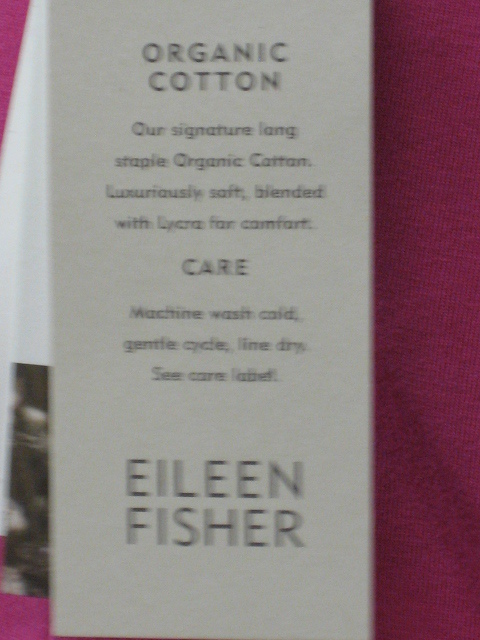 ORGANIC
COTTON
Our signature long
staple Organic Cotton.
Luxuriously soft, blended
with Lycra for comfort.
CARE
Machine wash cold,
gentle cycle, line dry.
See care label.
EILEEN
FISHER